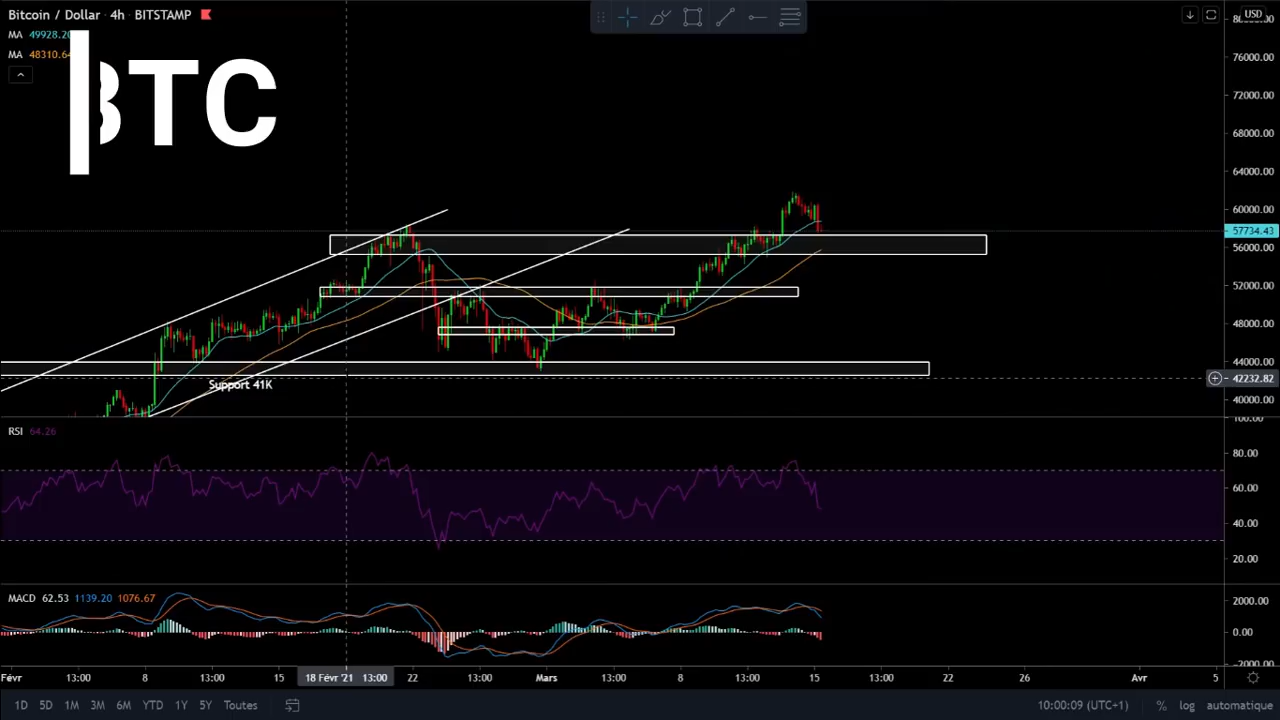 Bitcoin / Dollar · 4h · BITSTAMP
MA 49928.20
MA 48310.64
BTC
USD
76000.00
72000.00
68000.00
64000.00
60000.00
57734.43
56000.00
52000.00
48000.00
44000.00
Support 41K
42232.82
40000.00
100.00
RSI 64.26
80.00
60.00
40.00
20.00
MACD 62.53 1139.20 1076.67
2000.00
0.00
-2000.00
Févr 13:00 8 13:00 15 18 Févr '21 13:00 22 13:00 Mars 13:00 8 13:00 15 13:00 22 26 Avr 5
1D 5D 1M 3M 6M YTD 1Y 5Y Toutes 10:00:09 (UTC+1) % log automatique